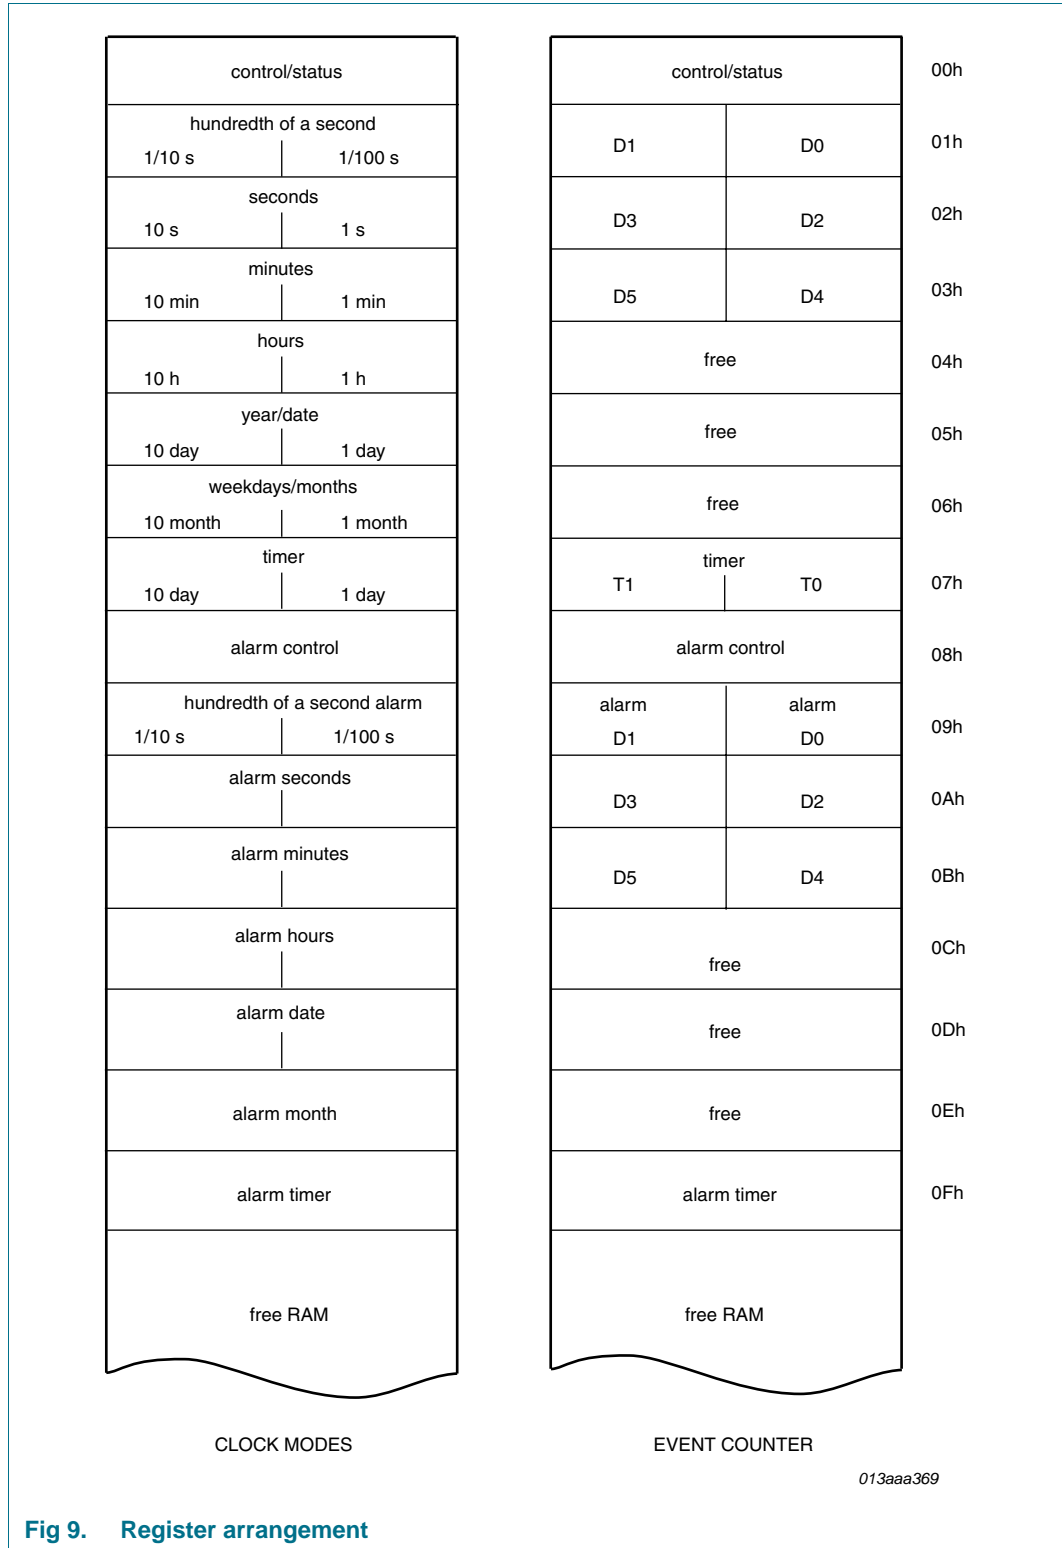 control/status control/status 00h
hundredth of a second
1/10 s 1/100 s D1 D0 01h
seconds
10 s 1 s D3 D2 02h
minutes
10 min 1 min D5 D4 03h
hours
10 h 1 h free 04h
year/date
10 day 1 day free 05h
weekdays/months
10 month 1 month free 06h
timer timer
10 day 1 day T1 T0 07h
alarm control alarm control 08h
hundredth of a second alarm alarm alarm
1/10 s 1/100 s D1 D0 09h
alarm seconds D3 D2 0Ah
alarm minutes D5 D4 0Bh
alarm hours free 0Ch
alarm date free 0Dh
alarm month free 0Eh
alarm timer alarm timer 0Fh
free RAM free RAM
CLOCK MODES EVENT COUNTER
013aaa369
Fig 9. Register arrangement